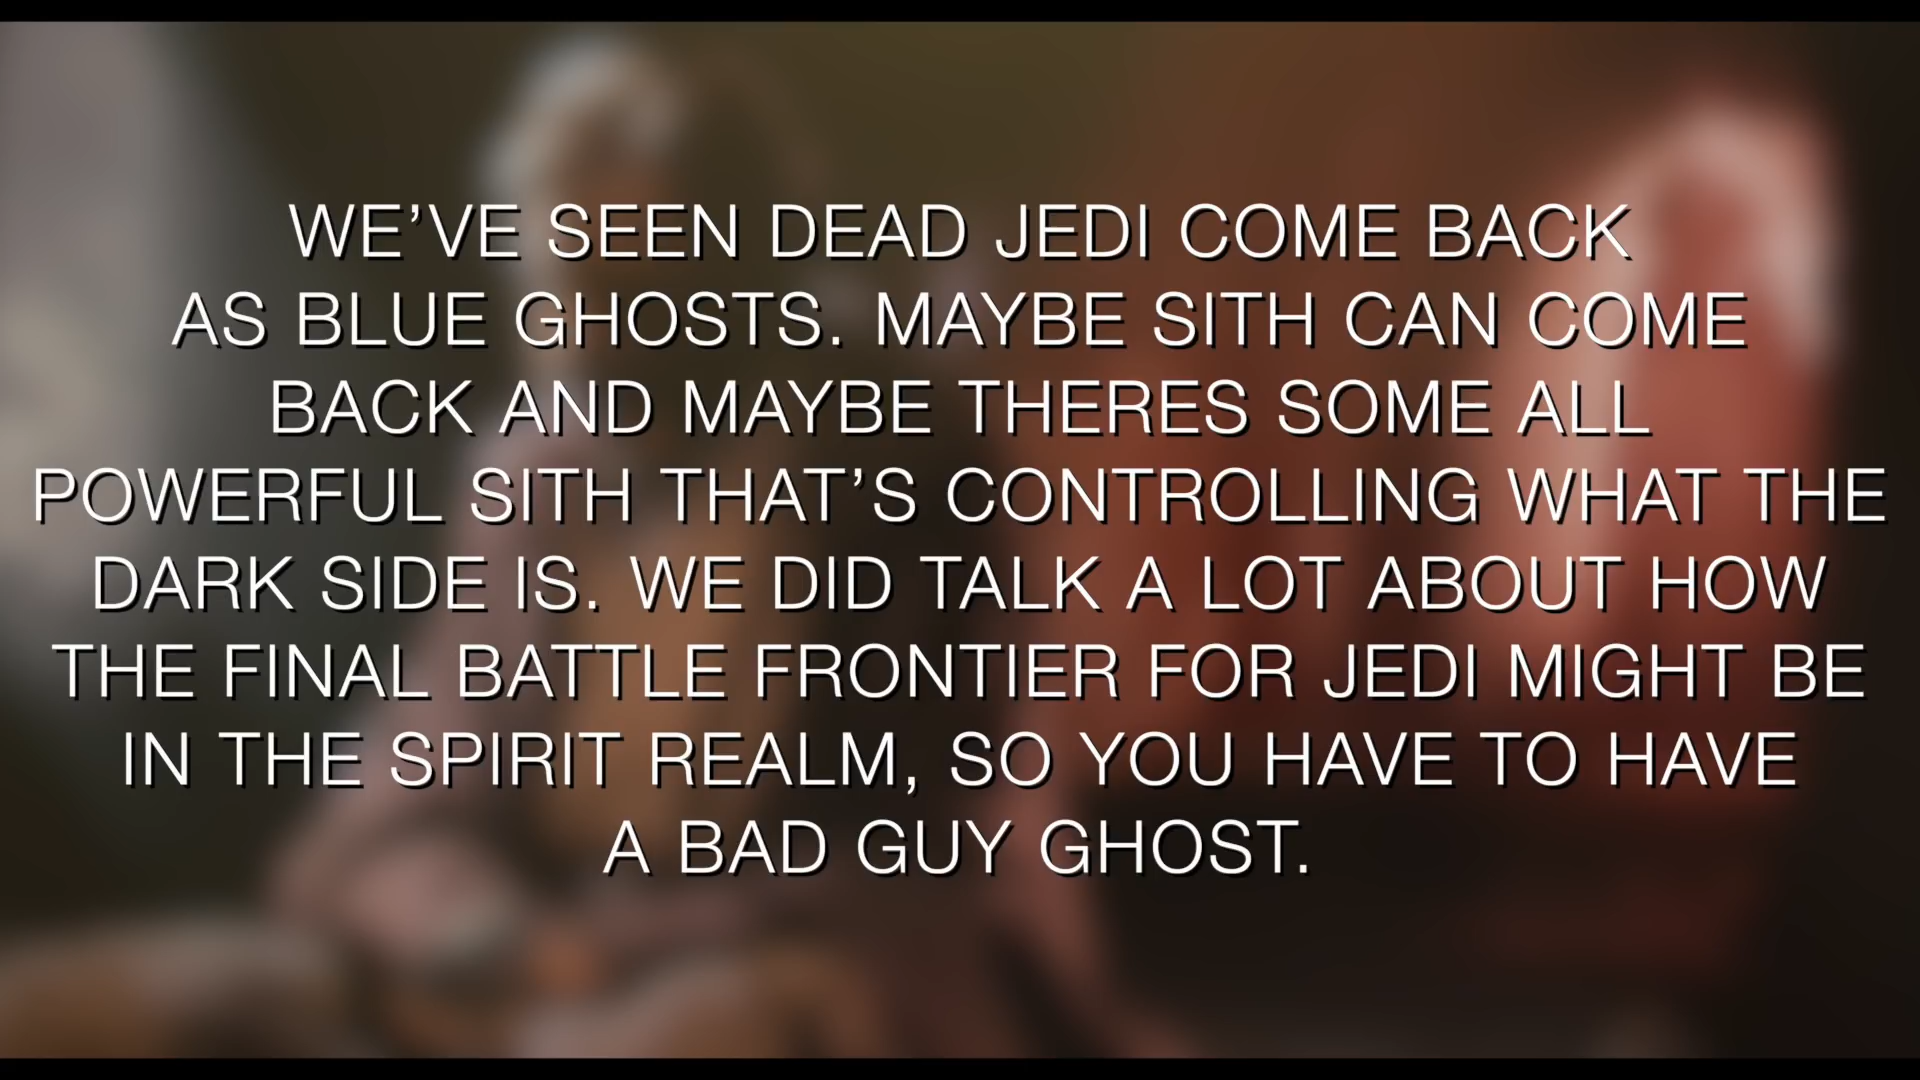 WE’VE SEEN DEAD JEDI COME BACK
AS BLUE GHOSTS. MAYBE SITH CAN COME
BACK AND MAYBE THERES SOME ALL
POWERFUL SITH THAT’S CONTROLLING WHAT THE
DARK SIDE IS. WE DID TALK A LOT ABOUT HOW
THE FINAL BATTLE FRONTIER FOR JEDI MIGHT BE
IN THE SPIRIT REALM, SO YOU HAVE TO HAVE
A BAD GUY GHOST.